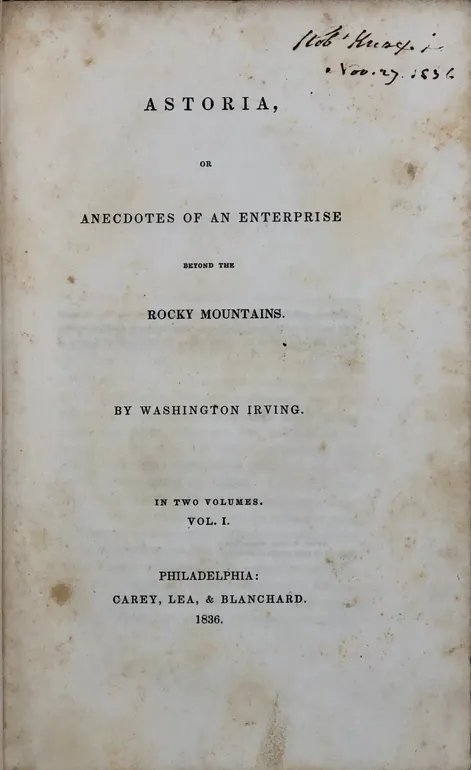 Nov. 27. 1836
ASTORIA,
OR
ANECDOTES OF AN ENTERPRISE
BEYOND THE
ROCKY MOUNTAINS.
BY WASHINGTON IRVING.
IN TWO VOLUMES.
VOL. I.
PHILADELPHIA:
CAREY, LEA, & BLANCHARD.
1836.